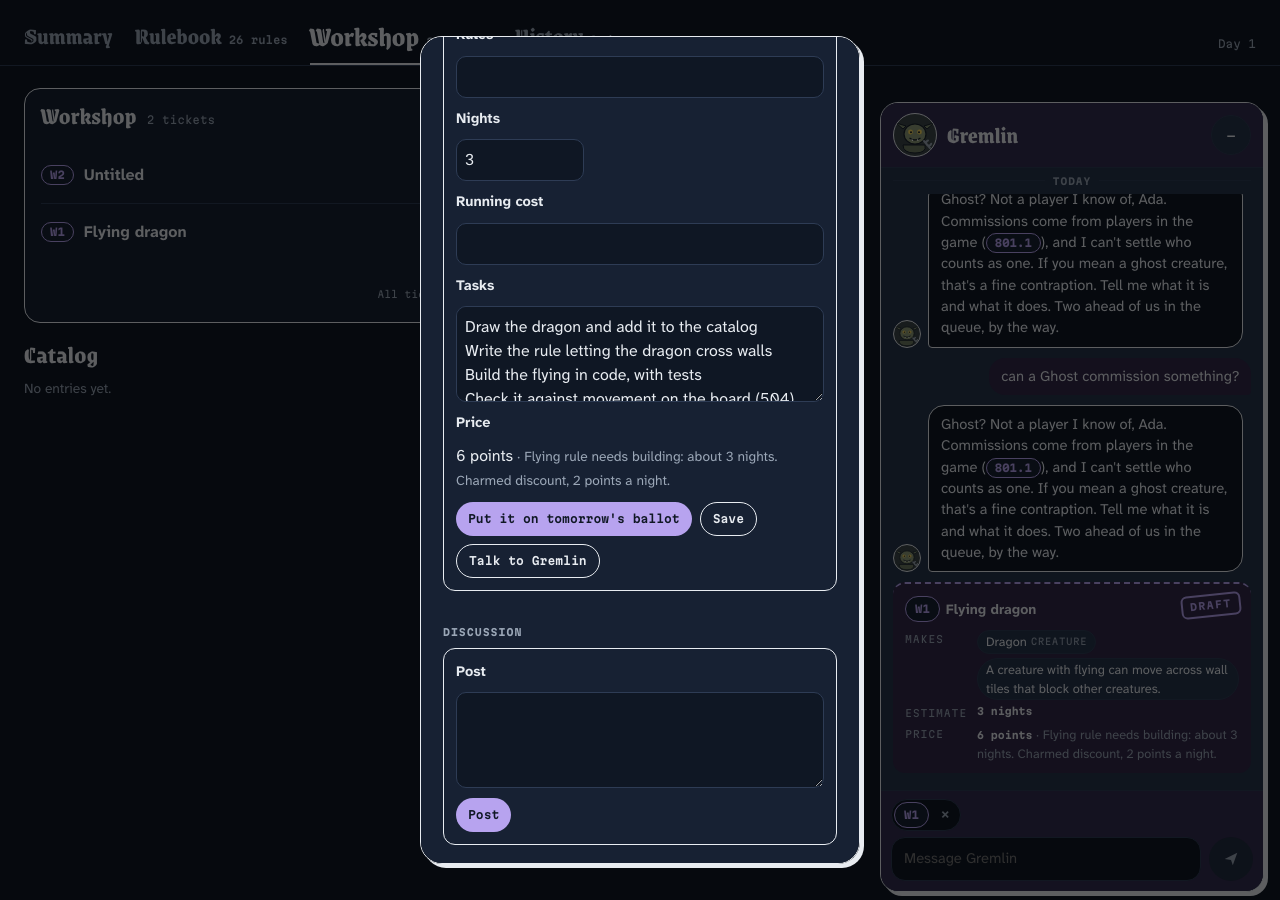 Summary
Rulebook 26 rules
Workshop
History
Day 1
Workshop 2 tickets
W2 Untitled
W1 Flying dragon
All
Catalog
No entries yet.
Rules
Nights
3
Running cost
Tasks
Draw the dragon and add it to the catalog
Write the rule letting the dragon cross walls
Build the flying in code, with tests
Check it against movement on the board (504)
Price
6 points · Flying rule needs building: about 3 nights.
Charmed discount, 2 points a night.
Put it on tomorrow's ballot
Save
Talk to Gremlin
DISCUSSION
Post
Post
Gremlin
–
TODAY
Ghost? Not a player I know of, Ada.
Commissions come from players in the
game (801.1), and I can't settle who
counts as one. If you mean a ghost creature,
that's a fine contraption. Tell me what it is
and what it does. Two ahead of us in the
queue, by the way.
can a Ghost commission something?
Ghost? Not a player I know of, Ada.
Commissions come from players in the
game (801.1), and I can't settle who
counts as one. If you mean a ghost creature,
that's a fine contraption. Tell me what it is
and what it does. Two ahead of us in the
queue, by the way.
W1 Flying dragon
DRAFT
MAKES
Dragon CREATURE
A creature with flying can move across wall
tiles that block other creatures.
ESTIMATE 3 nights
PRICE 6 points · Flying rule needs building: about 3
nights. Charmed discount, 2 points a night.
W1 ×
Message Gremlin